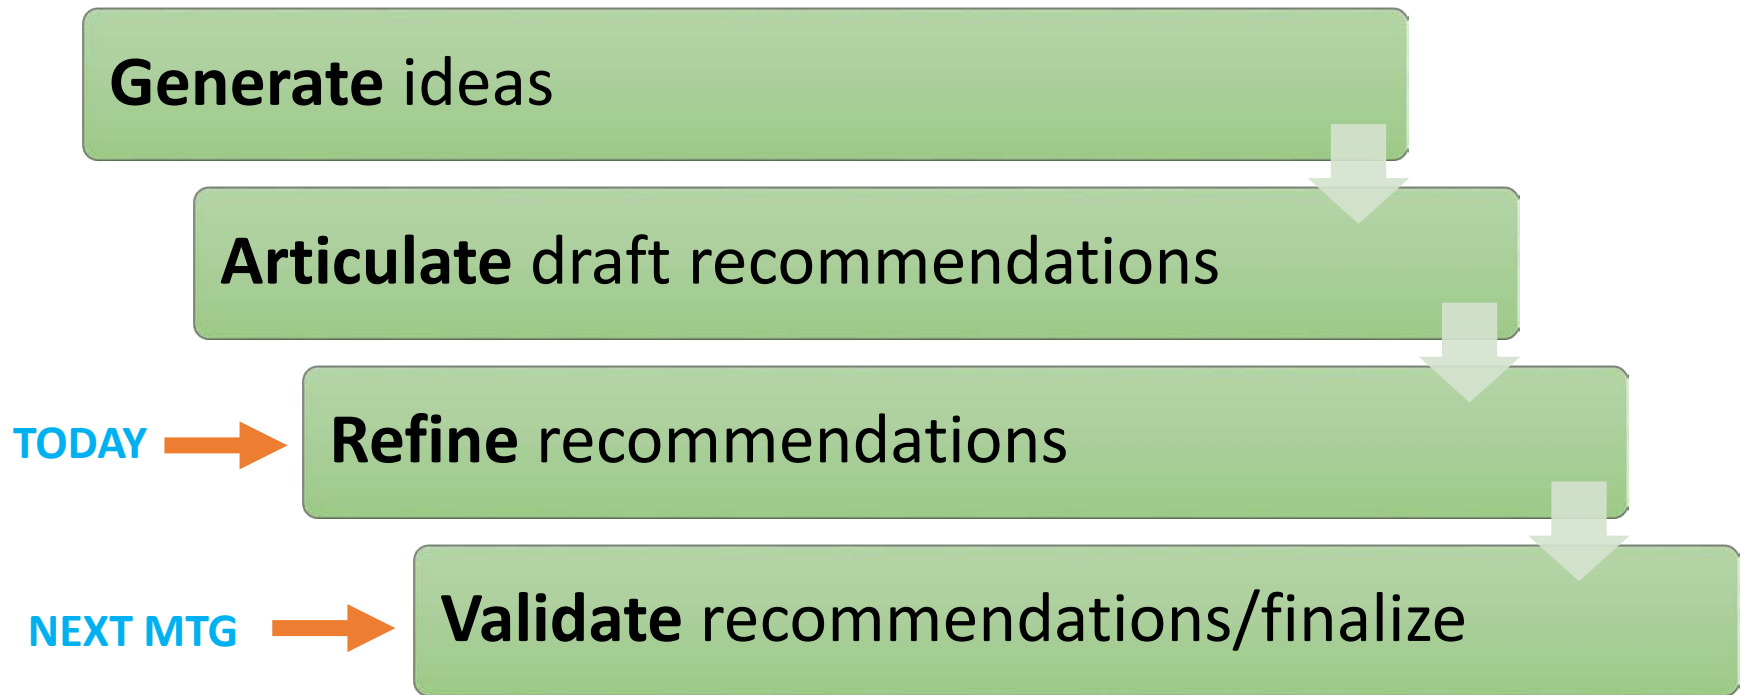 Generate ideas
Articulate draft recommendations
TODAY
Refine recommendations
NEXT MTG
Validate recommendations/finalize